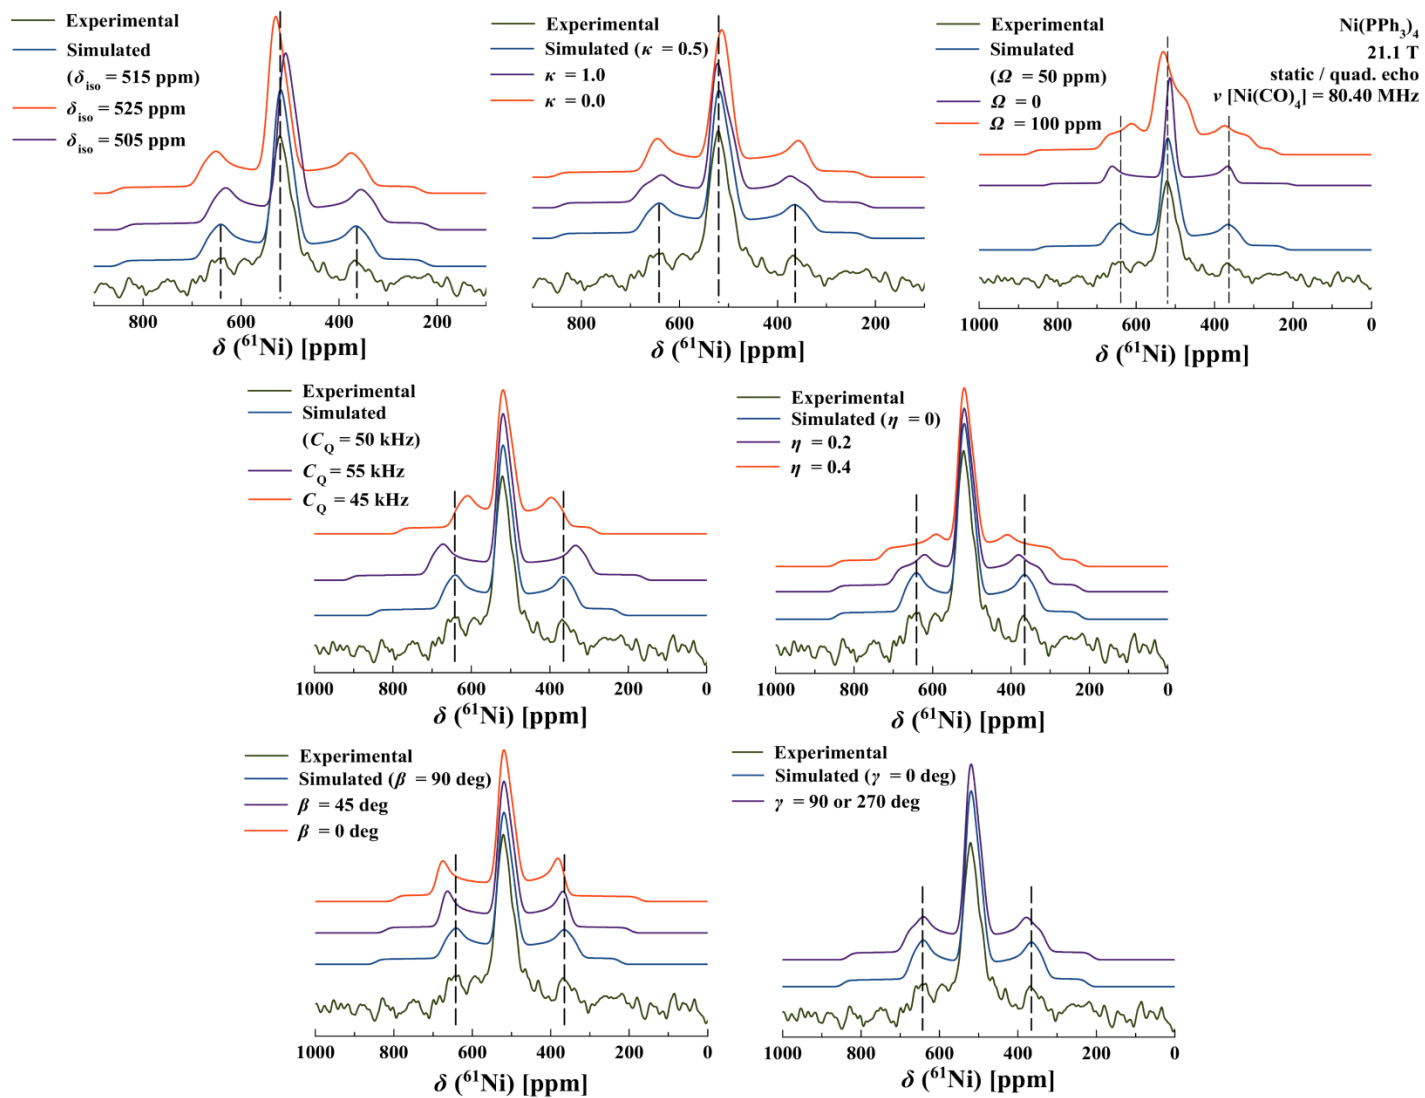 Experimental
Simulated
(δiso = 515 ppm)
δiso = 525 ppm
δiso = 505 ppm
800 600 400 200
δ (⁶¹Ni) [ppm]
Experimental
Simulated (κ = 0.5)
κ = 1.0
κ = 0.0
800 600 400 200
δ (⁶¹Ni) [ppm]
Experimental
Simulated
(Ω = 50 ppm)
Ω = 0
Ω = 100 ppm
Ni(PPh₃)₄
21.1 T
static / quad. echo
ν [Ni(CO)₄] = 80.40 MHz
1000 800 600 400 200 0
δ (⁶¹Ni) [ppm]
Experimental
Simulated
(CQ = 50 kHz)
CQ = 55 kHz
CQ = 45 kHz
1000 800 600 400 200 0
δ (⁶¹Ni) [ppm]
Experimental
Simulated (η = 0)
η = 0.2
η = 0.4
1000 800 600 400 200 0
δ (⁶¹Ni) [ppm]
Experimental
Simulated (β = 90 deg)
β = 45 deg
β = 0 deg
1000 800 600 400 200 0
δ (⁶¹Ni) [ppm]
Experimental
Simulated (γ = 0 deg)
γ = 90 or 270 deg
1000 800 600 400 200 0
δ (⁶¹Ni) [ppm]